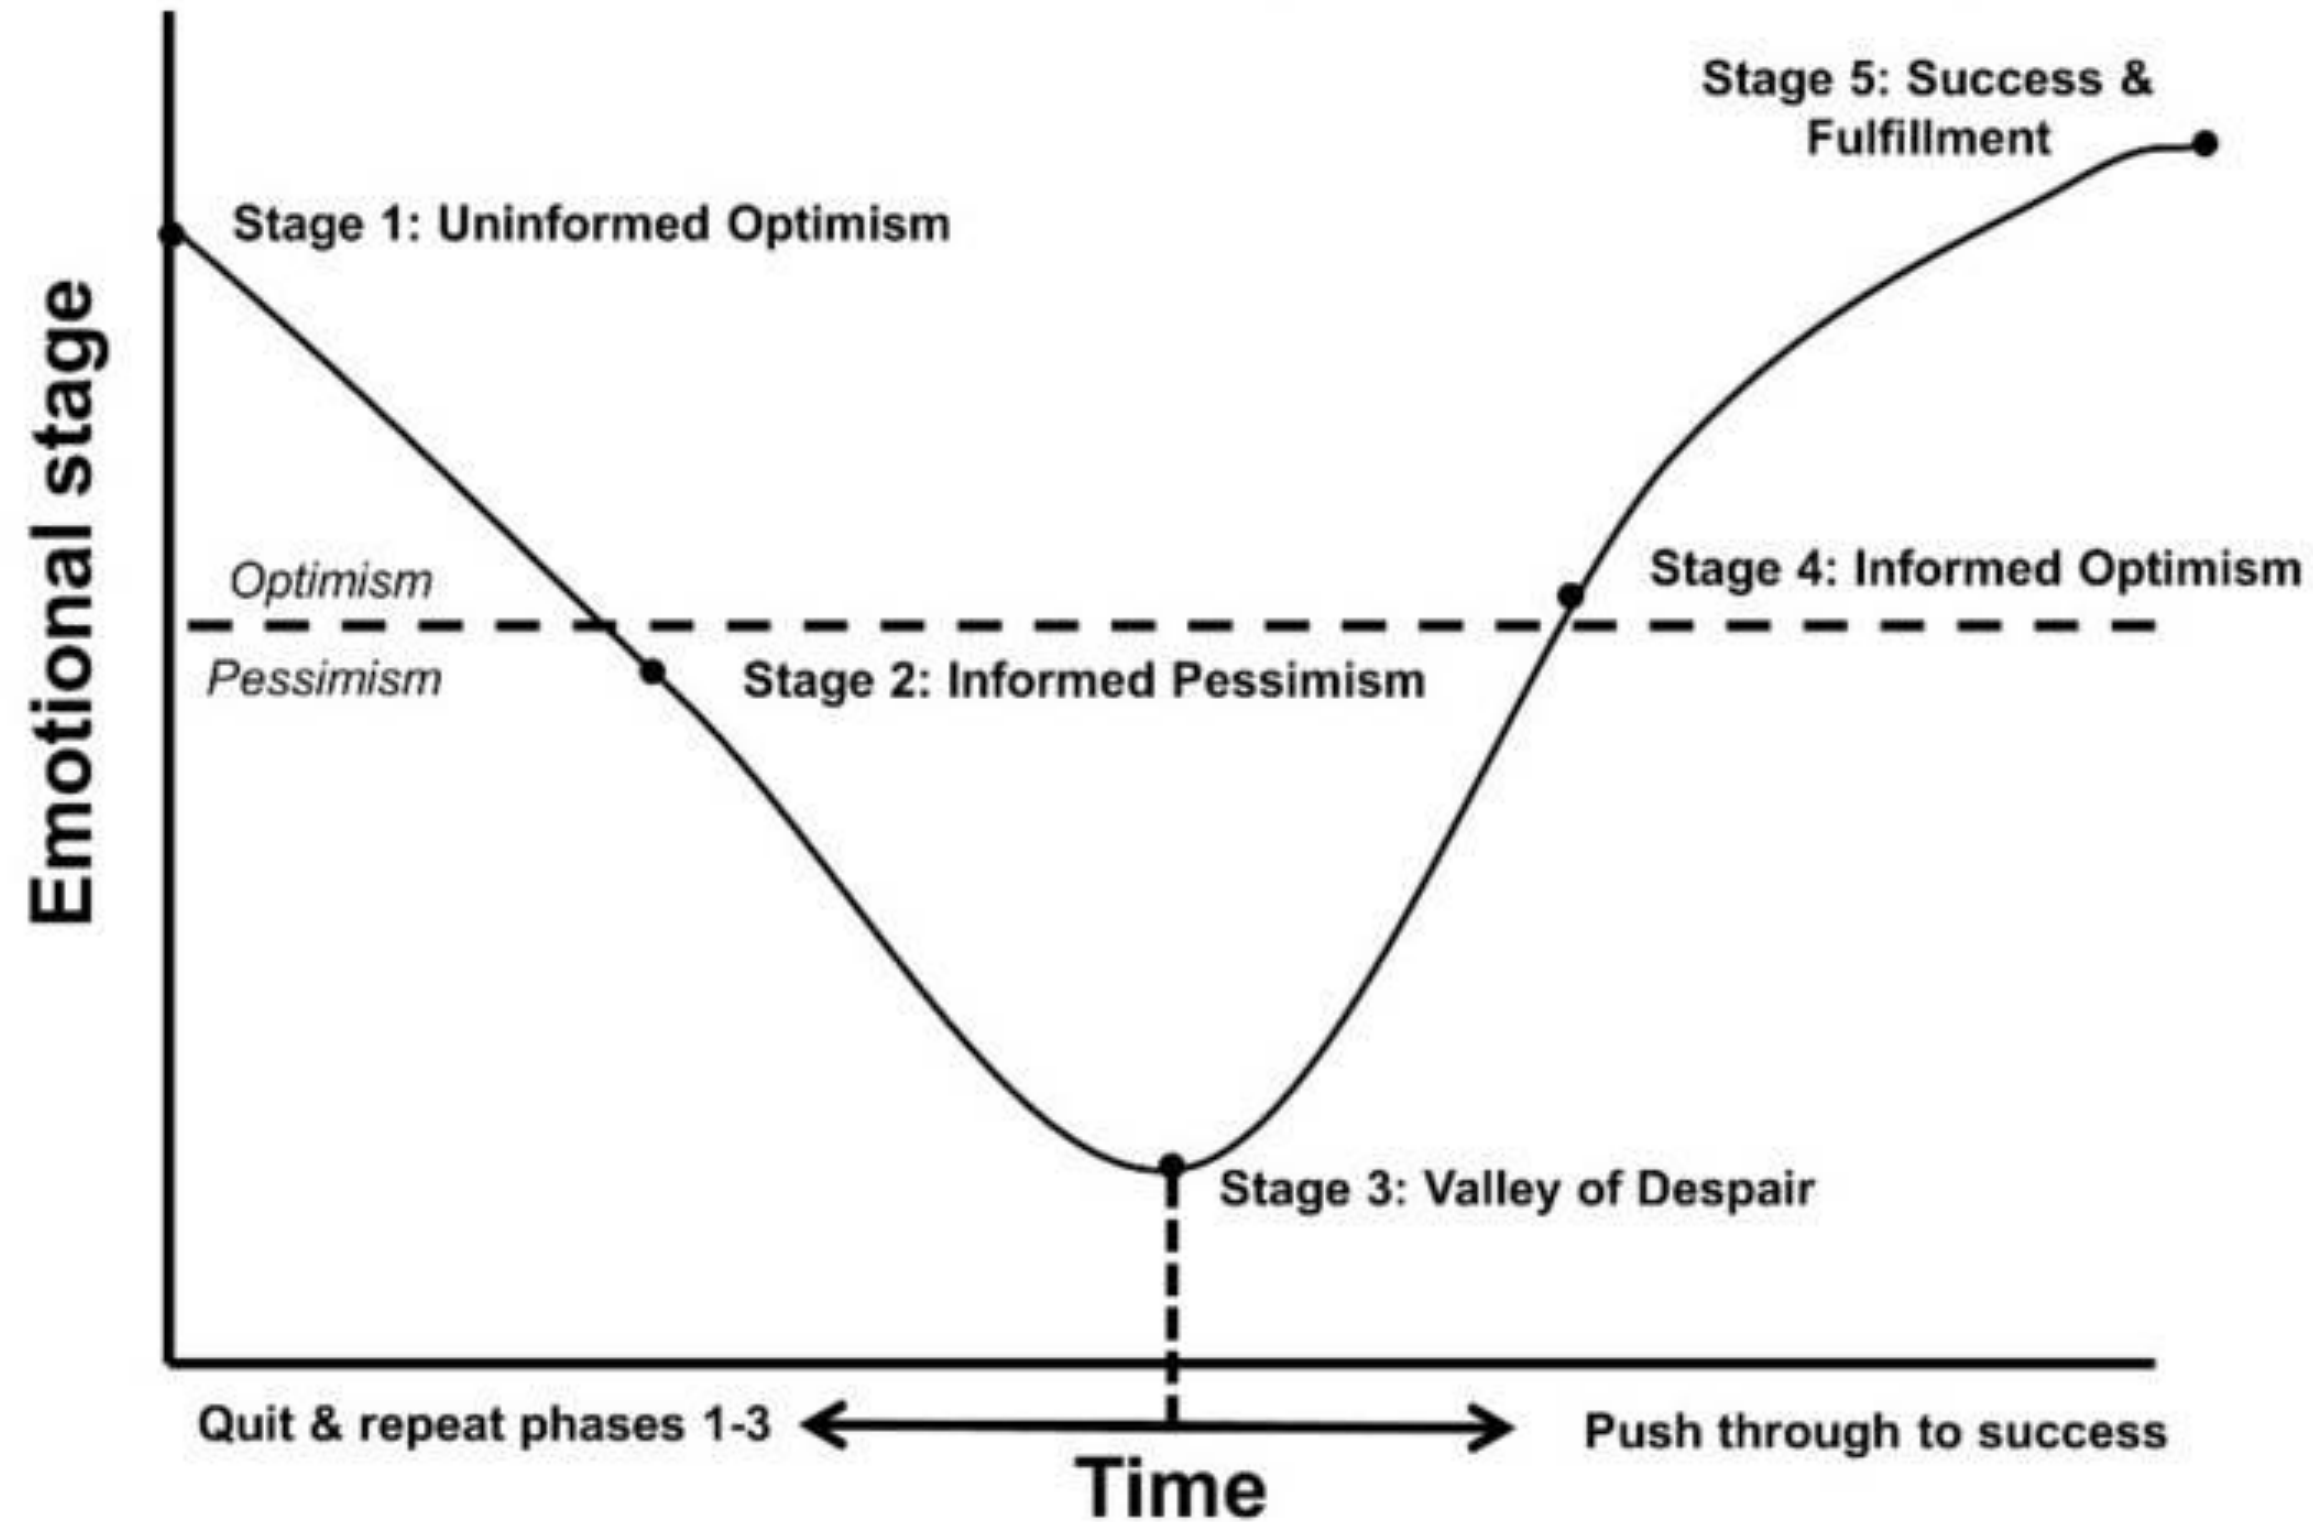 Stage 5: Success &
Fulfillment
Stage 1: Uninformed Optimism
Emotional stage
Optimism
Stage 4: Informed Optimism
Pessimism
Stage 2: Informed Pessimism
Stage 3: Valley of Despair
Quit & repeat phases 1-3
Push through to success
Time